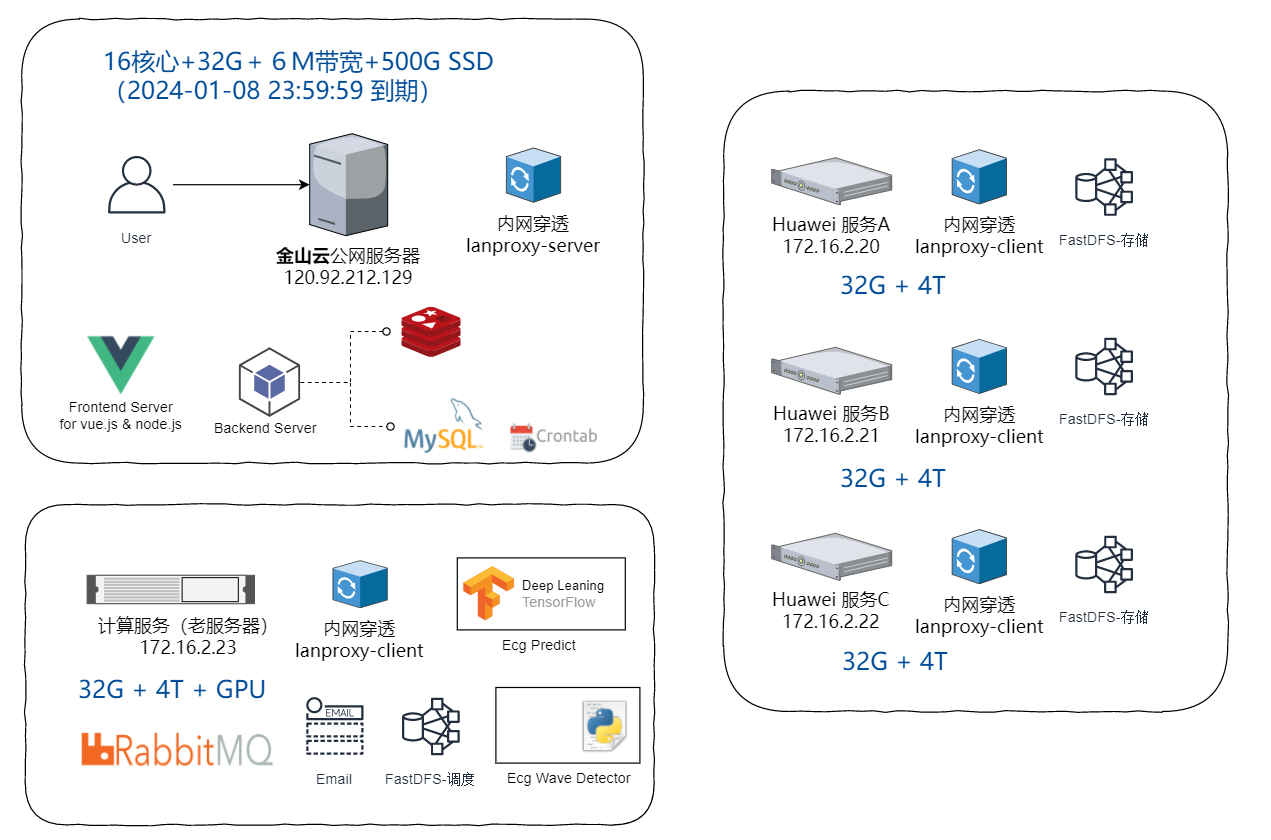 16核心+32G + 6 M带宽+500G SSD
（2024-01-08 23:59:59 到期）
User
金山云公网服务器
120.92.212.129
内网穿透
lanproxy-server
Frontend Server
for vue.js & node.js
Backend Server
MySQL
Crontab
计算服务（老服务器）
172.16.2.23
32G + 4T + GPU
内网穿透
lanproxy-client
Deep Leaning
TensorFlow
Ecg Predict
RabbitMQ
EMAIL
Email
FastDFS-调度
Ecg Wave Detector
Huawei 服务A
172.16.2.20
内网穿透
lanproxy-client
FastDFS-存储
32G + 4T
Huawei 服务B
172.16.2.21
内网穿透
lanproxy-client
FastDFS-存储
32G + 4T
Huawei 服务C
172.16.2.22
内网穿透
lanproxy-client
FastDFS-存储
32G + 4T